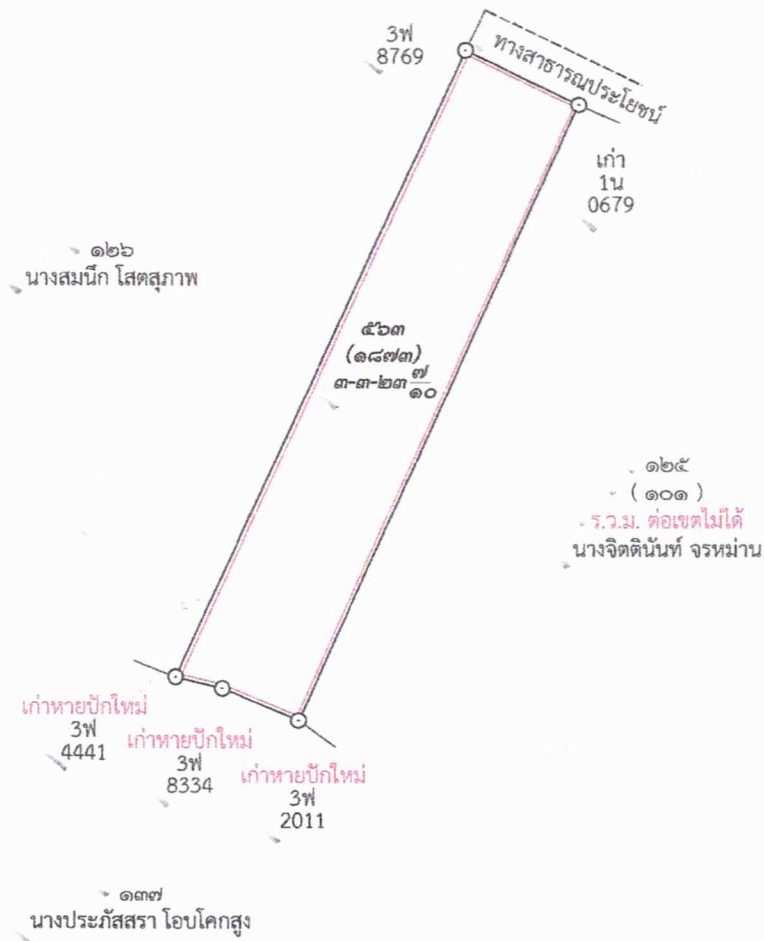 3ฟ
8769
ทางสาธารณประโยชน์
เก่า
1น
0679
๑๒๖
นางสมนึก โสตสุภาพ
๕๖๓
(๑๘๗๓)
๓-๓-๒๓ ๗/๑๐
๑๒๕
( ๑๐๑ )
ร.ว.ม. ต่อเขตไม่ได้
นางจิตตินันท์ จรหม่าน
เก่าหายปักใหม่
3ฟ
4441
เก่าหายปักใหม่
3ฟ
8334
เก่าหายปักใหม่
3ฟ
2011
๑๓๗
นางประภัสสรา โอบโคกสูง